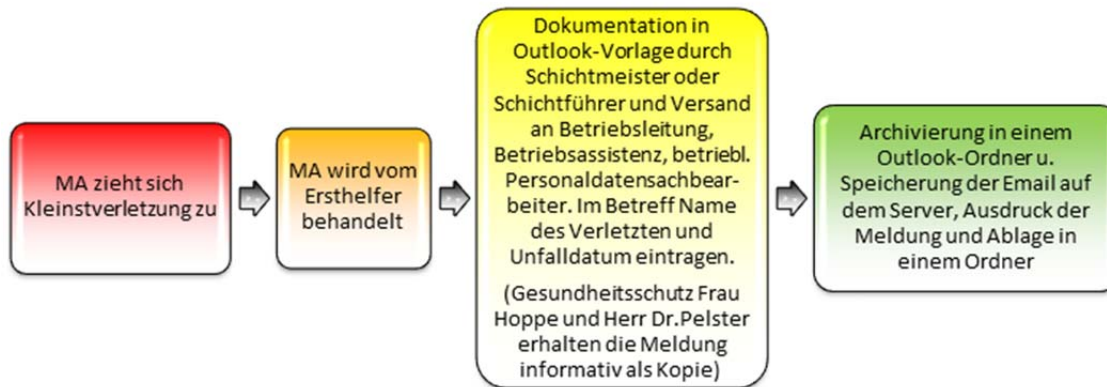 MA zieht sich
Kleinstverletzung zu
MA wird vom
Ersthelfer
behandelt
Dokumentation in
Outlook-Vorlage durch
Schichtmeister oder
Schichtführer und Versand
an Betriebsleitung,
Betriebsassistenz, betriebl.
Personaldatensachbear-
beiter. Im Betreff Name
des Verletzten und
Unfalldatum eintragen.
(Gesundheitsschutz Frau
Hoppe und Herr Dr.Pelster
erhalten die Meldung
informativ als Kopie)
Archivierung in einem
Outlook-Ordner u.
Speicherung der Email auf
dem Server, Ausdruck der
Meldung und Ablage in
einem Ordner